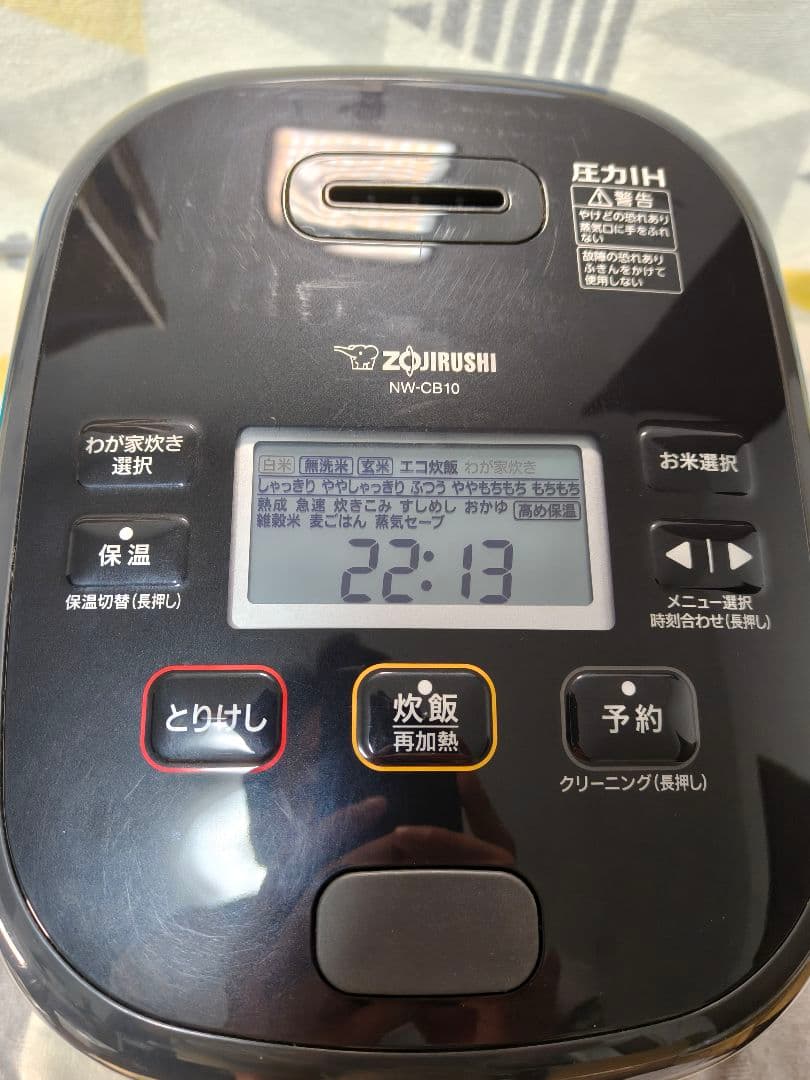 圧力IH
⚠警告
やけどの恐れあり
蒸気口に手をふれ
ない
故障の恐れあり
ふきんをかけて
使用しない
ZOJIRUSHI
NW-CB10
わが家炊き
選択
お米選択
白米 無洗米 玄米 エコ炊飯 わが家炊き
しゃっきり ややしゃっきり ふつう ややもちもち もちもち
熟成 急速 炊きこみ すしめし おかゆ 高め保温
雑穀米 麦ごはん 蒸気セーブ
22:13
保温
保温切替(長押し)
◀|▶
メニュー選択
時刻合わせ(長押し)
とりけし
炊飯
再加熱
予約
クリーニング(長押し)